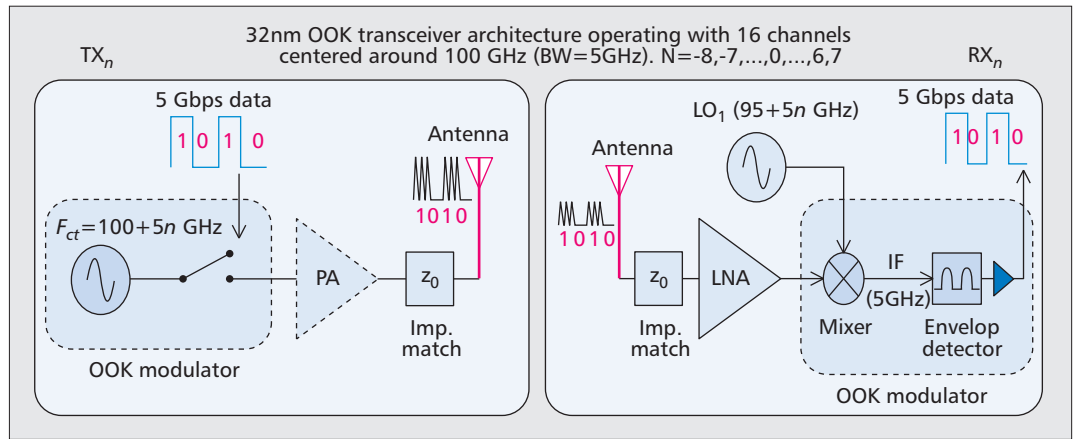 32nm OOK transceiver architecture operating with 16 channels
centered around 100 GHz (BW=5GHz). N=-8,-7,...,0,...,6,7
TXn
5 Gbps data
1 0 1 0
Fct=100+5n GHz
OOK modulator
PA
Antenna
1010
z0
Imp.
match
RXn
Antenna
1010
z0
Imp.
match
LNA
LO1 (95+5n GHz)
Mixer
IF
(5GHz)
5 Gbps data
1 0 1 0
Envelop
detector
OOK modulator